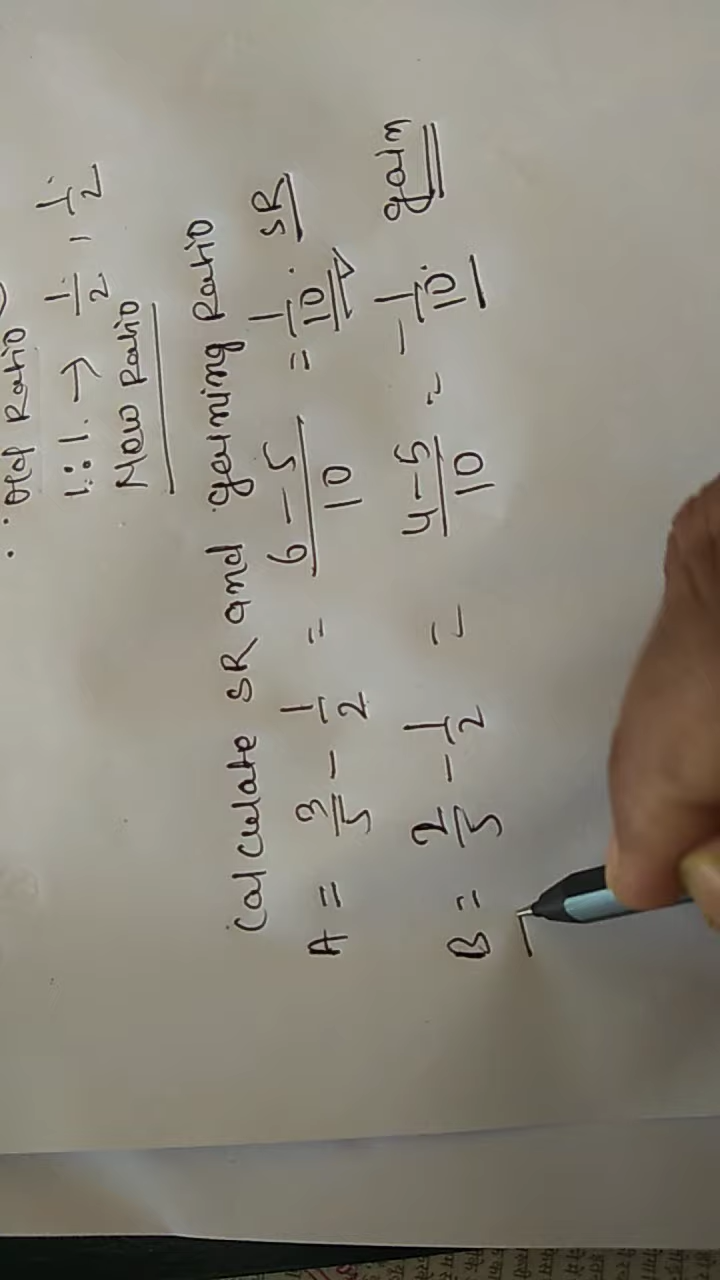 . Old Ratio
1:1. → 1/2, 1/2
New Ratio
Calculate SR and gaining Ratio
A = 3/5 - 1/2 = 6-5/10 = 1/10. SR
B = 2/5 - 1/2 = 4-5/10 = -1/10. gain